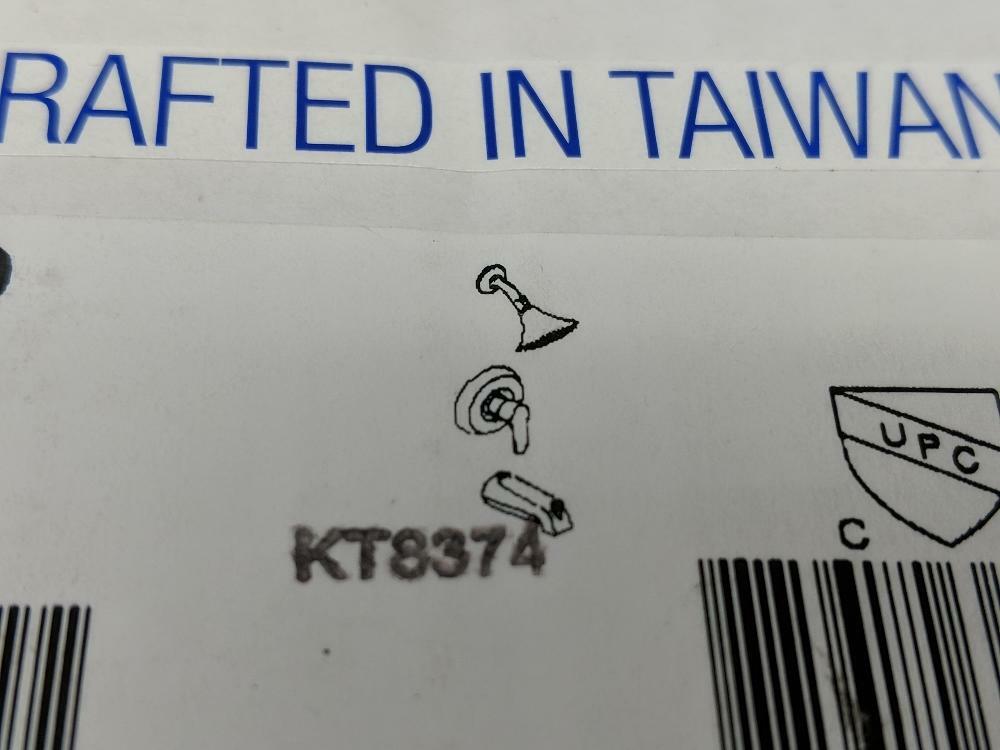 RAFTED IN TAIWAN
UPC
C
KT8374